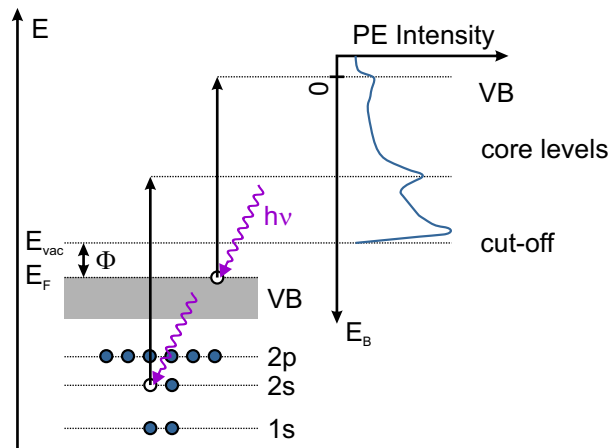 E
PE Intensity
0
VB
core levels
hν
E_vac
Φ
cut-off
E_F
VB
E_B
2p
2s
1s